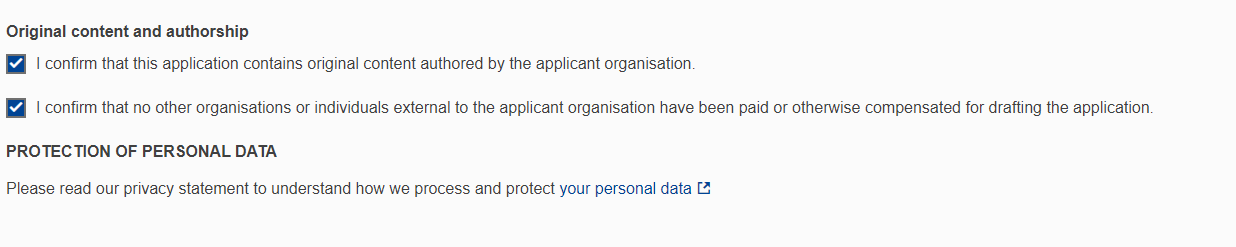 Original content and authorship
I confirm that this application contains original content authored by the applicant organisation.
I confirm that no other organisations or individuals external to the applicant organisation have been paid or otherwise compensated for drafting the application.
PROTECTION OF PERSONAL DATA
Please read our privacy statement to understand how we process and protect your personal data